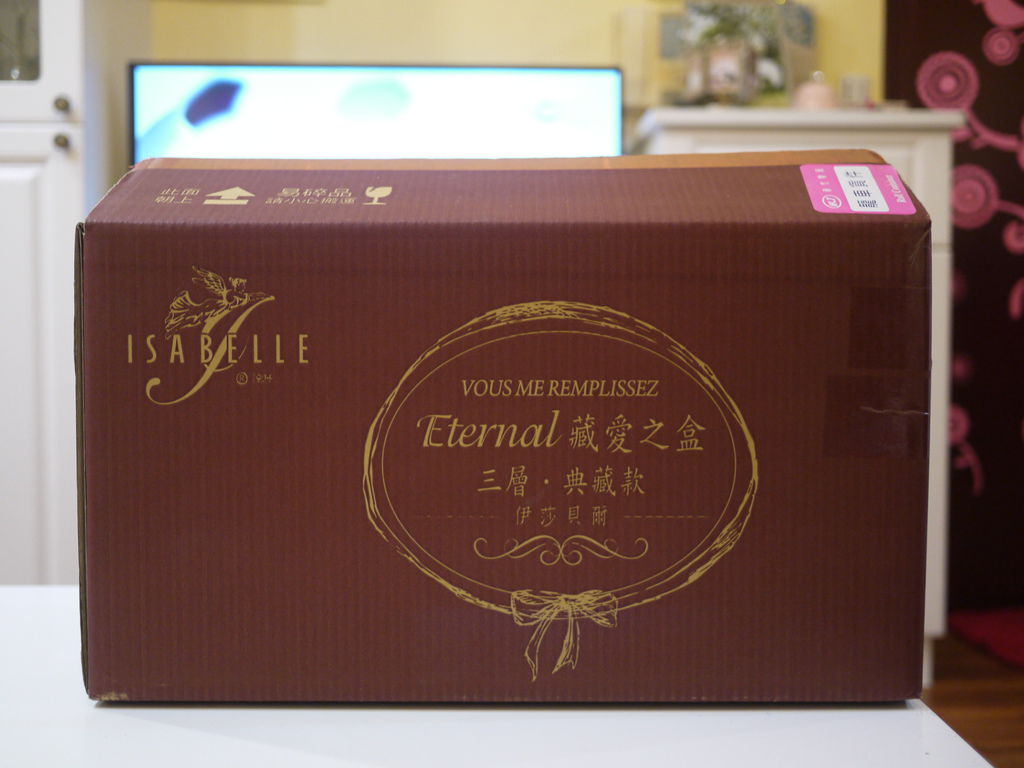 此面
朝上
易碎品
請小心搬運
ISABELLE
VOUS ME REMPLISSEZ
Eternal 藏愛之盒
三層・典藏款
伊莎貝爾